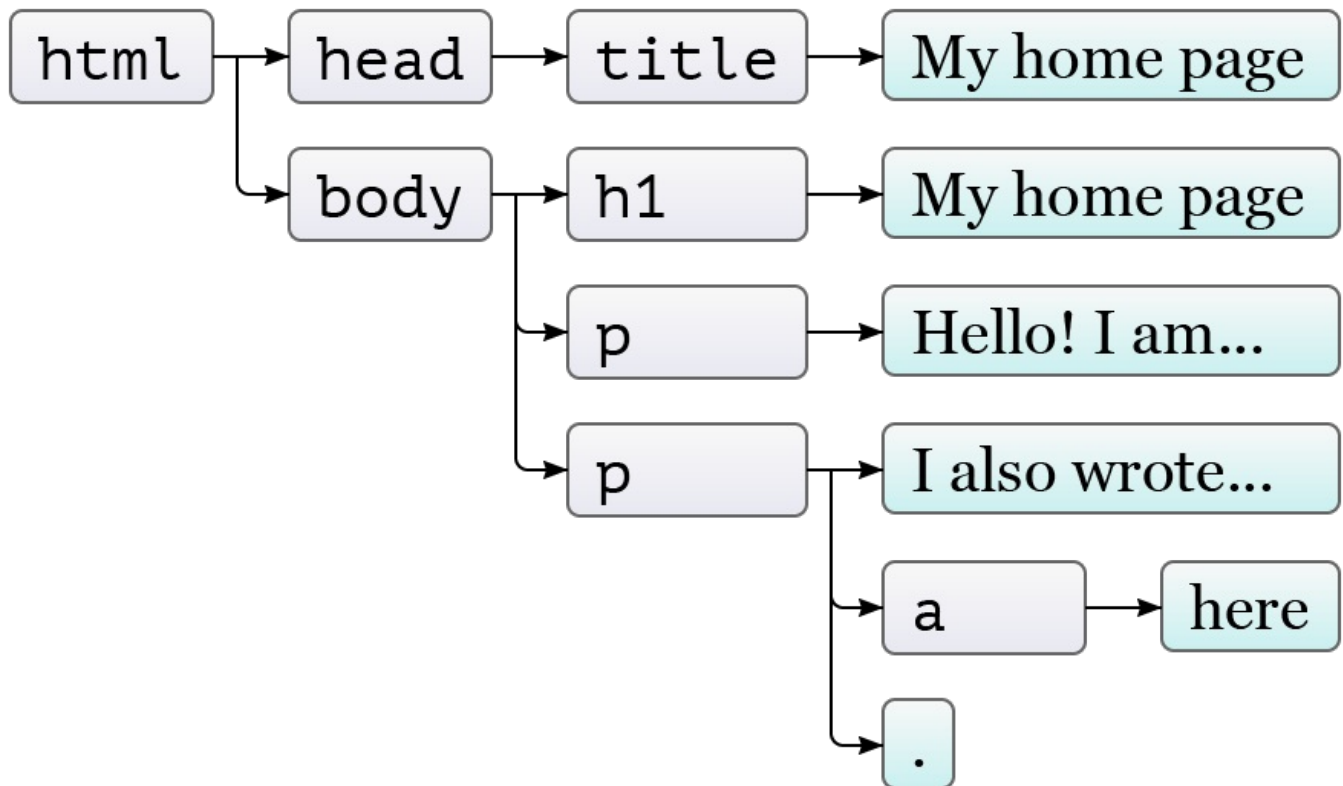 html head title My home page
body h1 My home page
p Hello! I am...
p I also wrote...
a here
.